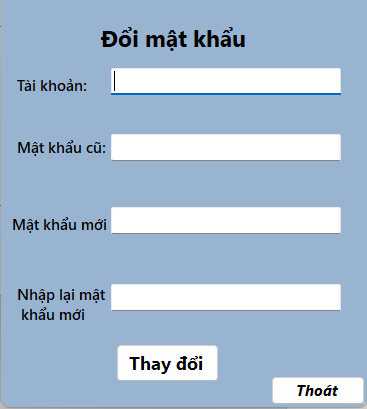 Đổi mật khẩu
Tài khoản:
Mật khẩu cũ:
Mật khẩu mới
Nhập lại mật
khẩu mới
Thay đổi
Thoát